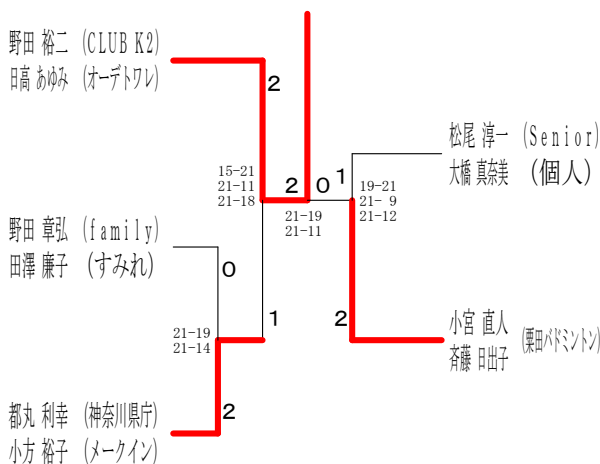 野田 裕二 (CLUB K2)
日高 あゆみ (オーデトワレ)
2
松尾 淳一 (Senior)
大橋 真奈美 (個人)
15-21
21-11
21-18
2
0
1
19-21
21- 9
21-12
21-19
21-11
野田 章弘 (family)
田澤 廉子 (すみれ)
0
1
2
小宮 直人
斉藤 日出子
(栗田バドミントン)
21-19
21-14
都丸 利幸 (神奈川県庁)
小方 裕子 (メークイン)
2